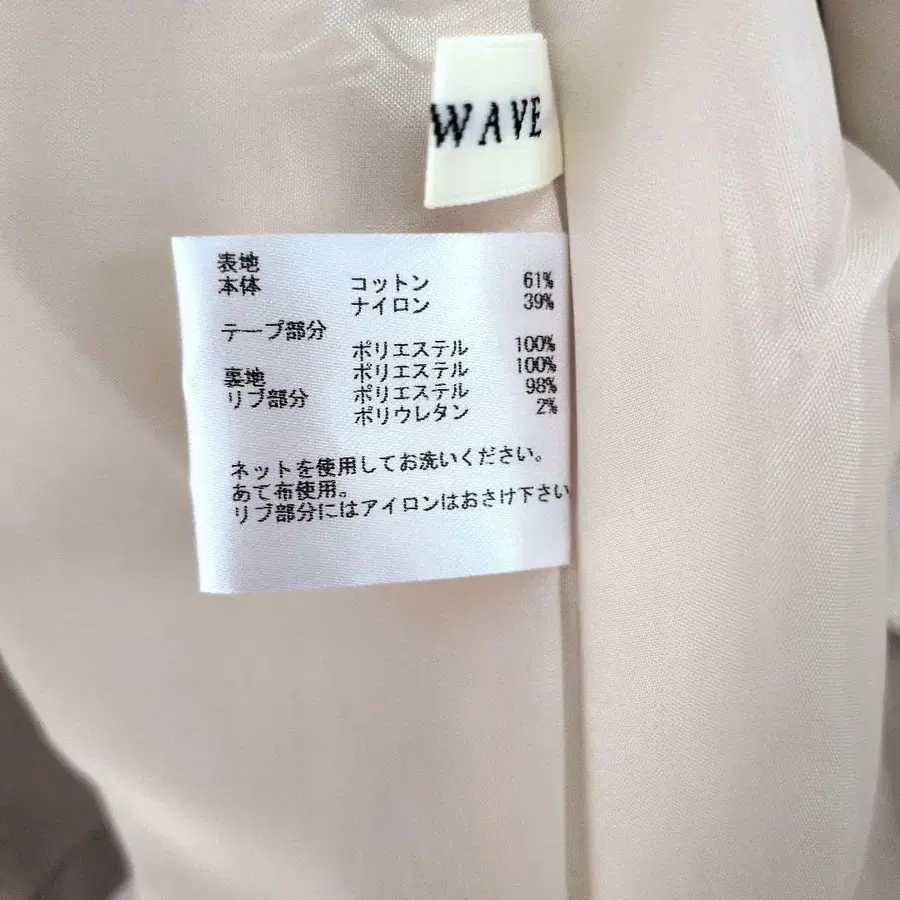 WAVE
表地
本体 コットン 61%
ナイロン 39%
テープ部分
ポリエステル 100%
裏地 ポリエステル 100%
リブ部分 ポリエステル 98%
ポリウレタン 2%
ネットを使用してお洗いください。
あて布使用。
リブ部分にはアイロンはおさけ下さい